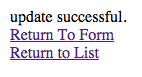 update successful.
Return To Form
Return to List